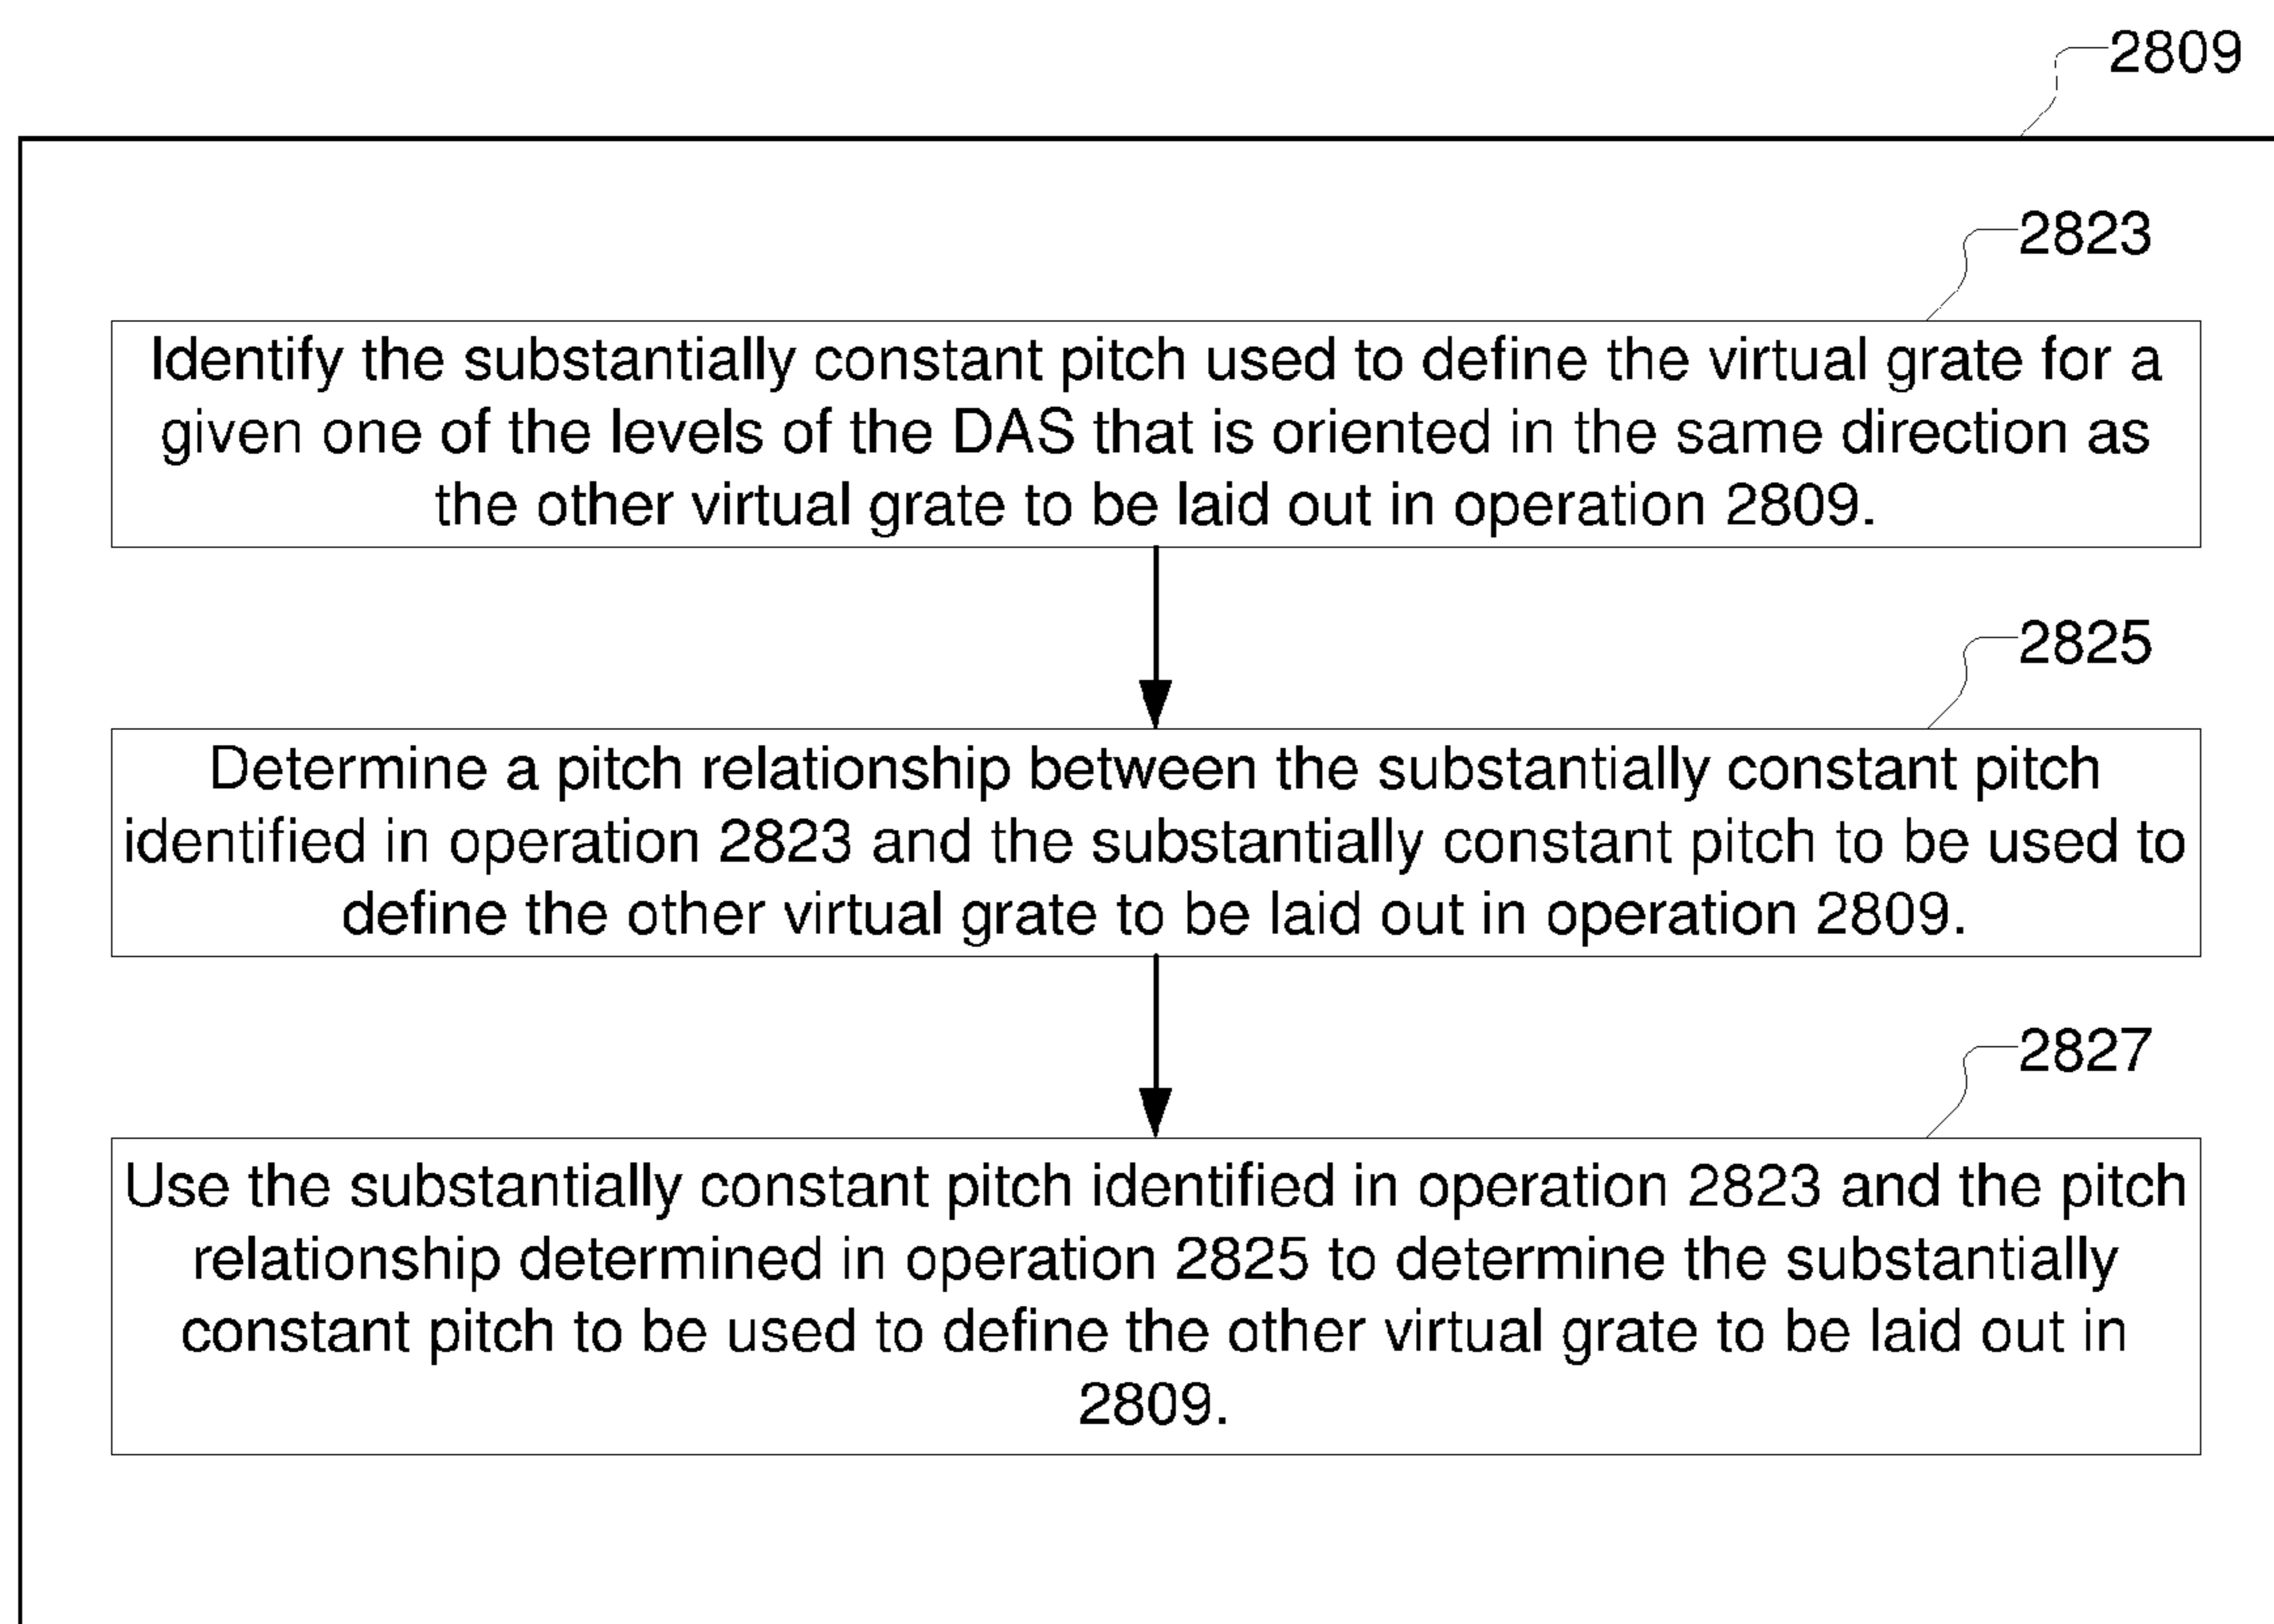 2809
2823
Identify the substantially constant pitch used to define the virtual grate for a
given one of the levels of the DAS that is oriented in the same direction as
the other virtual grate to be laid out in operation 2809.
2825
Determine a pitch relationship between the substantially constant pitch
identified in operation 2823 and the substantially constant pitch to be used to
define the other virtual grate to be laid out in operation 2809.
2827
Use the substantially constant pitch identified in operation 2823 and the pitch
relationship determined in operation 2825 to determine the substantially
constant pitch to be used to define the other virtual grate to be laid out in
2809.